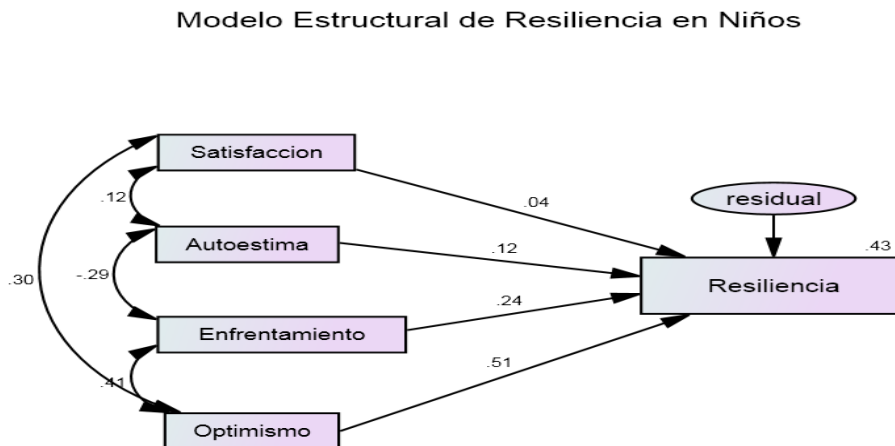 Modelo Estructural de Resiliencia en Niños
Satisfaccion
.12
.04
residual
Autoestima
.12
.43
.30
-.29
Resiliencia
.24
Enfrentamiento
.41
.51
Optimismo